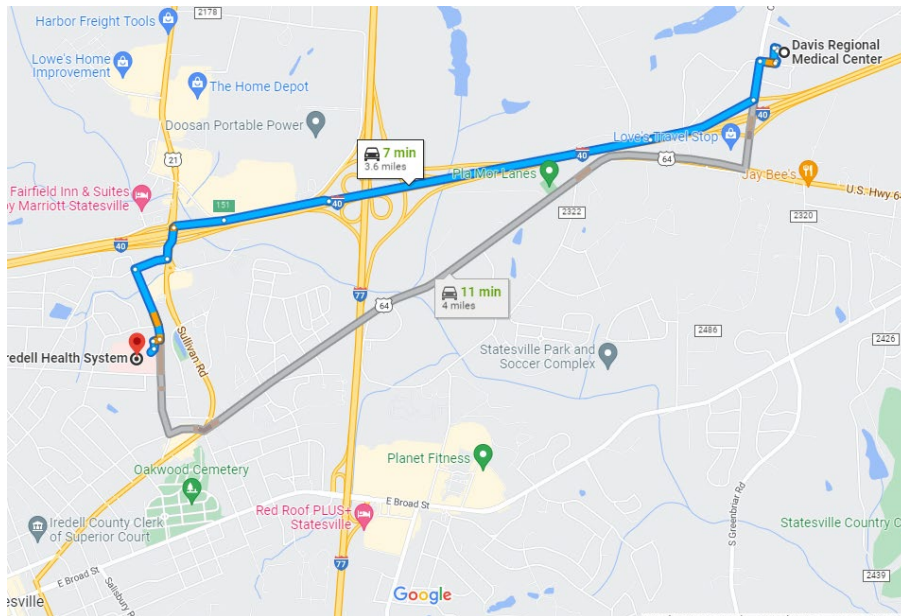 2178
Harbor Freight Tools
Lowe's Home
Improvement
The Home Depot
Doosan Portable Power
Davis Regional
Medical Center
40
Love's Travel Stop
7 min
3.6 miles
40
64
21
Pla Mor Lanes
Jay Bee's
U.S. Hwy 64
Fairfield Inn & Suites
by Marriott Statesville
151
40
2322
2320
40
11 min
4 miles
77
64
Sullivan Rd
2486
2426
Iredell Health System
Statesville Park and
Soccer Complex
Planet Fitness
Oakwood Cemetery
E Broad St
S Greenbriar Rd
Red Roof PLUS+
Statesville
Iredell County Clerk
of Superior Court
Statesville Country C
E Broad St
Salisbury Rd
77
2439
Google
esville